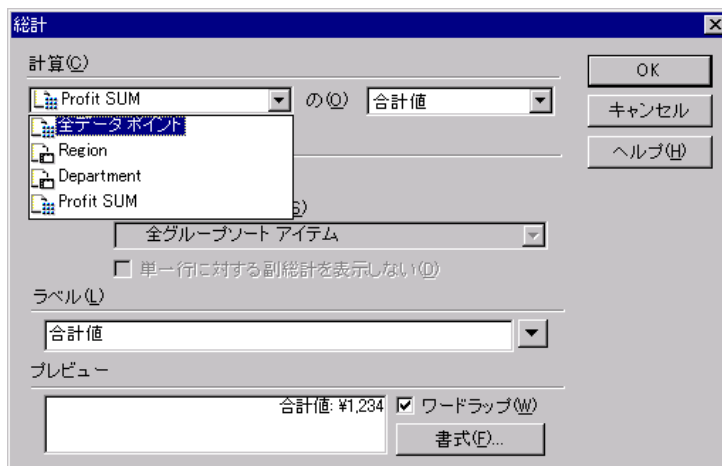 総計
計算(C)
Profit SUM の(O) 合計値
全データ ポイント
Region
Department
Profit SUM
S)
全グループソート アイテム
単一行に対する副総計を表示しない(D)
ラベル(L)
合計値
プレビュー
合計値: ¥1,234
ワードラップ(W)
書式(F)...
OK
キャンセル
ヘルプ(H)